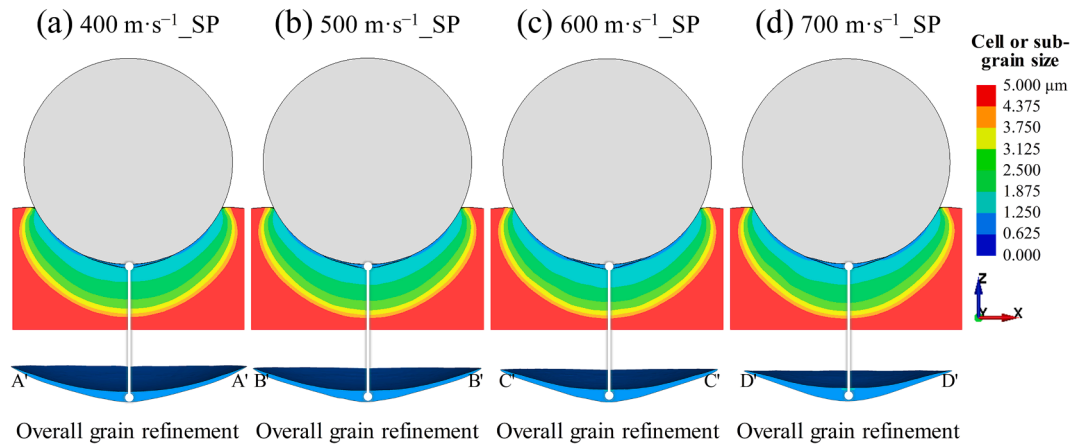 (a) 400 m·s⁻¹_SP
(b) 500 m·s⁻¹_SP
(c) 600 m·s⁻¹_SP
(d) 700 m·s⁻¹_SP
Cell or sub-
grain size
5.000 μm
4.375
3.750
3.125
2.500
1.875
1.250
0.625
0.000
Z
Y
X
A' A'
B' B'
C' C'
D' D'
Overall grain refinement
Overall grain refinement
Overall grain refinement
Overall grain refinement